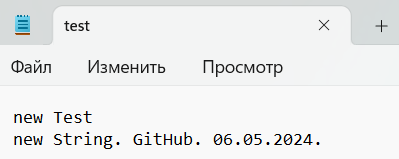 test
Файл Изменить Просмотр
new Test
new String. GitHub. 06.05.2024.